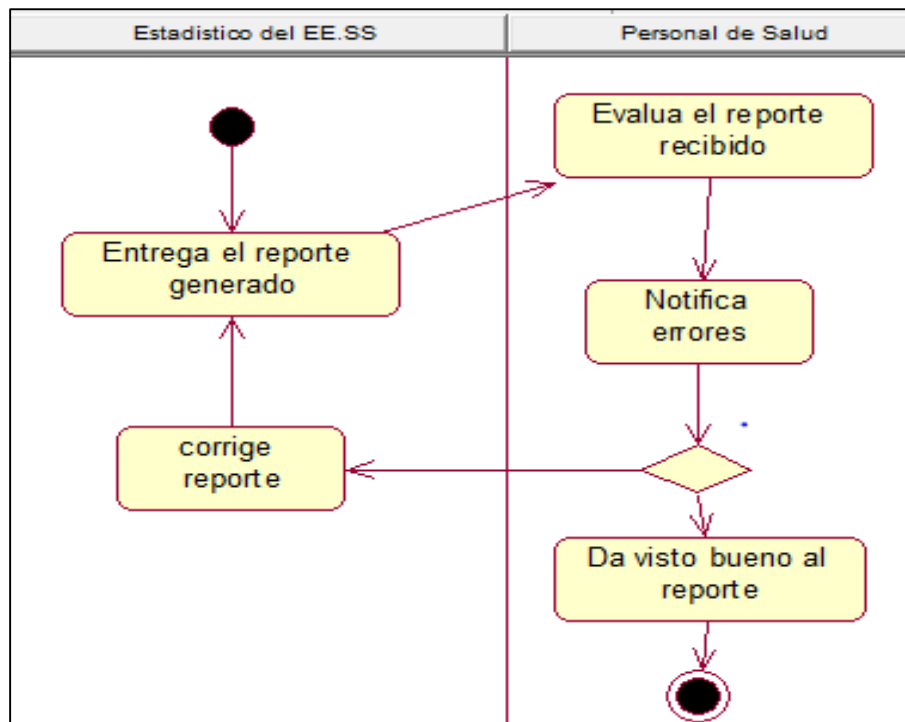 Estadistico del EE.SS
Personal de Salud
Evalua el reporte
recibido
Entrega el reporte
generado
Notifica
errores
corrige
reporte
Da visto bueno al
reporte